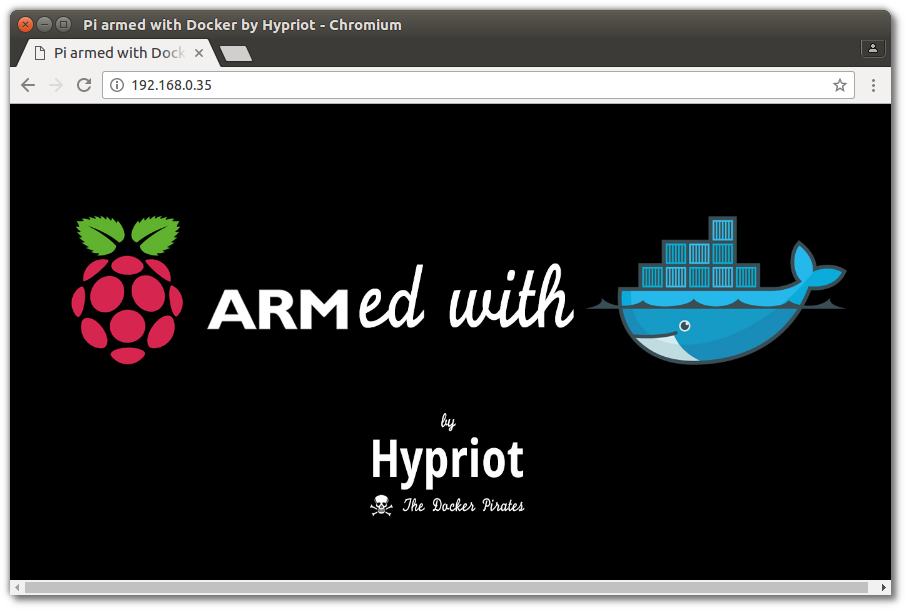 Pi armed with Docker by Hypriot - Chromium
Pi armed with Dock
192.168.0.35
ARMed with
by
Hypriot
The Docker Pirates